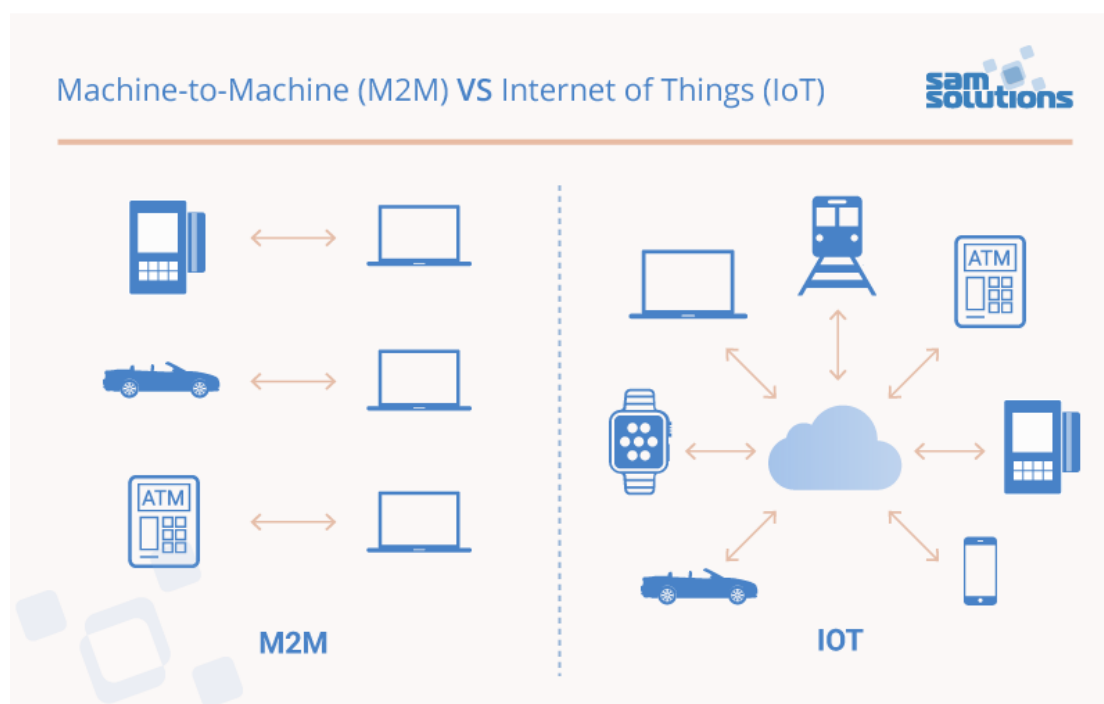 Machine-to-Machine (M2M) VS Internet of Things (IoT)
sam
solutions
ATM
ATM
M2M
IOT